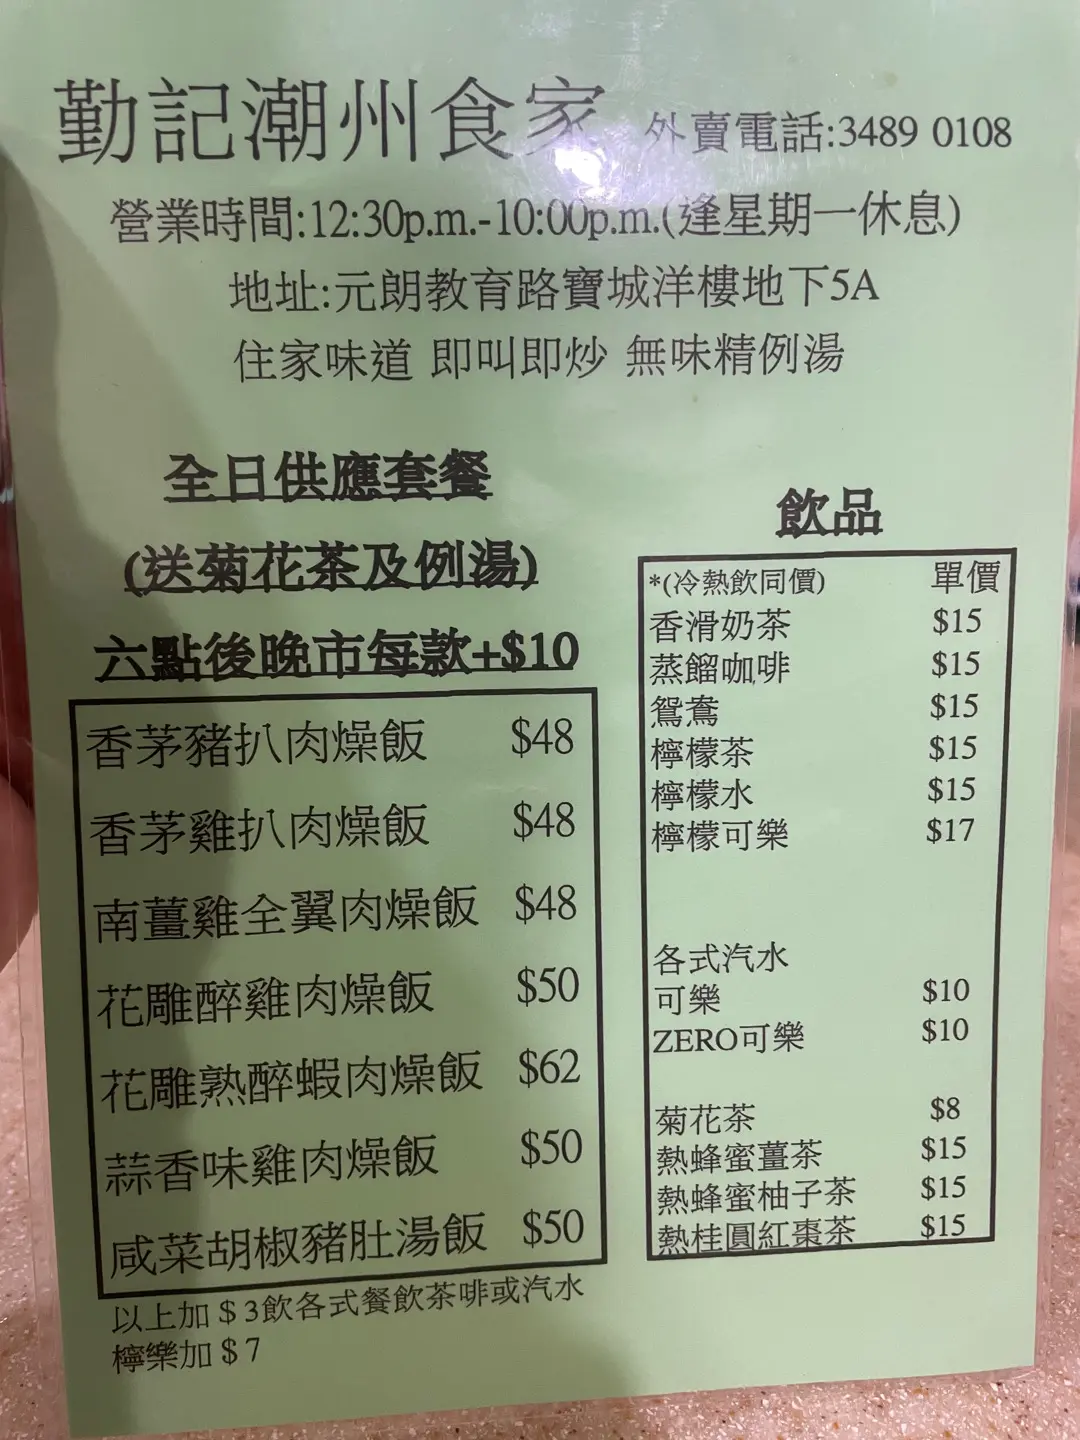 勤記潮州食家 外賣電話:3489 0108
營業時間:12:30p.m.-10:00p.m.(逢星期一休息)
地址:元朗教育路寶城洋樓地下5A
住家味道 即叫即炒 無味精例湯
全日供應套餐
(送菊花茶及例湯)
六點後晚市每款+$10
香茅豬扒肉燥飯 $48
香茅雞扒肉燥飯 $48
南薑雞全翼肉燥飯 $48
花雕醉雞肉燥飯 $50
花雕熟醉蝦肉燥飯 $62
蒜香味雞肉燥飯 $50
咸菜胡椒豬肚湯飯 $50
以上加＄3飲各式餐飲茶啡或汽水
檸樂加＄7
飲品
*(冷熱飲同價) 單價
香滑奶茶 $15
蒸餾咖啡 $15
鴛鴦 $15
檸檬茶 $15
檸檬水 $15
檸檬可樂 $17
各式汽水
可樂 $10
ZERO可樂 $10
菊花茶 $8
熱蜂蜜薑茶 $15
熱蜂蜜柚子茶 $15
熱桂圓紅棗茶 $15